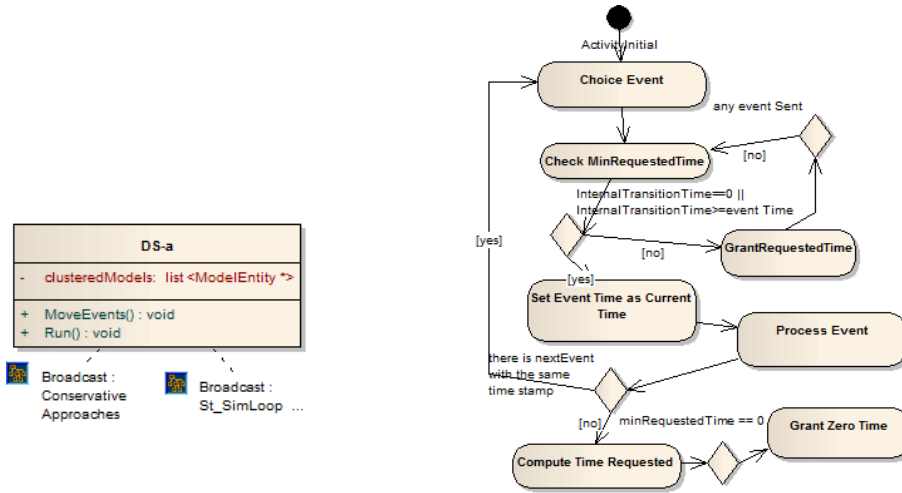 DS-a
- clusteredModels: list <ModelEntity *>
+ MoveEvents() : void
+ Run() : void
Broadcast :
Conservative
Approaches
Broadcast :
St_SimLoop ...
ActivityInitial
Choice Event
any event Sent
Check MinRequestedTime
[no]
InternalTransitionTime==0 ||
InternalTransitionTime>=event Time
[yes]
[no]
GrantRequestedTime
[yes]
Set Event Time as Current
Time
Process Event
there is nextEvent
with the same
time stamp
[no]
minRequestedTime == 0
Grant Zero Time
Compute Time Requested